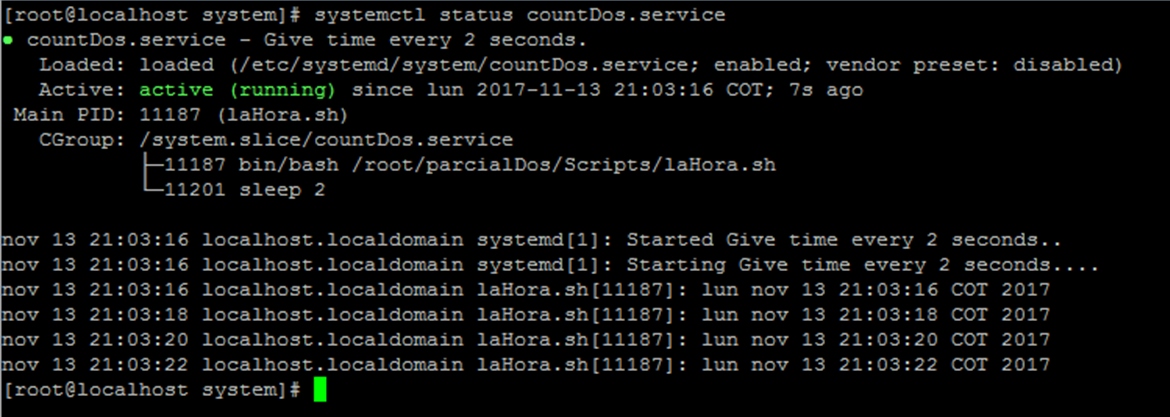 [root@localhost system]# systemctl status countDos.service
● countDos.service - Give time every 2 seconds.
   Loaded: loaded (/etc/systemd/system/countDos.service; enabled; vendor preset: disabled)
   Active: active (running) since lun 2017-11-13 21:03:16 COT; 7s ago
 Main PID: 11187 (laHora.sh)
   CGroup: /system.slice/countDos.service
           ├─11187 bin/bash /root/parcialDos/Scripts/laHora.sh
           └─11201 sleep 2

nov 13 21:03:16 localhost.localdomain systemd[1]: Started Give time every 2 seconds..
nov 13 21:03:16 localhost.localdomain systemd[1]: Starting Give time every 2 seconds....
nov 13 21:03:16 localhost.localdomain laHora.sh[11187]: lun nov 13 21:03:16 COT 2017
nov 13 21:03:18 localhost.localdomain laHora.sh[11187]: lun nov 13 21:03:18 COT 2017
nov 13 21:03:20 localhost.localdomain laHora.sh[11187]: lun nov 13 21:03:20 COT 2017
nov 13 21:03:22 localhost.localdomain laHora.sh[11187]: lun nov 13 21:03:22 COT 2017
[root@localhost system]#